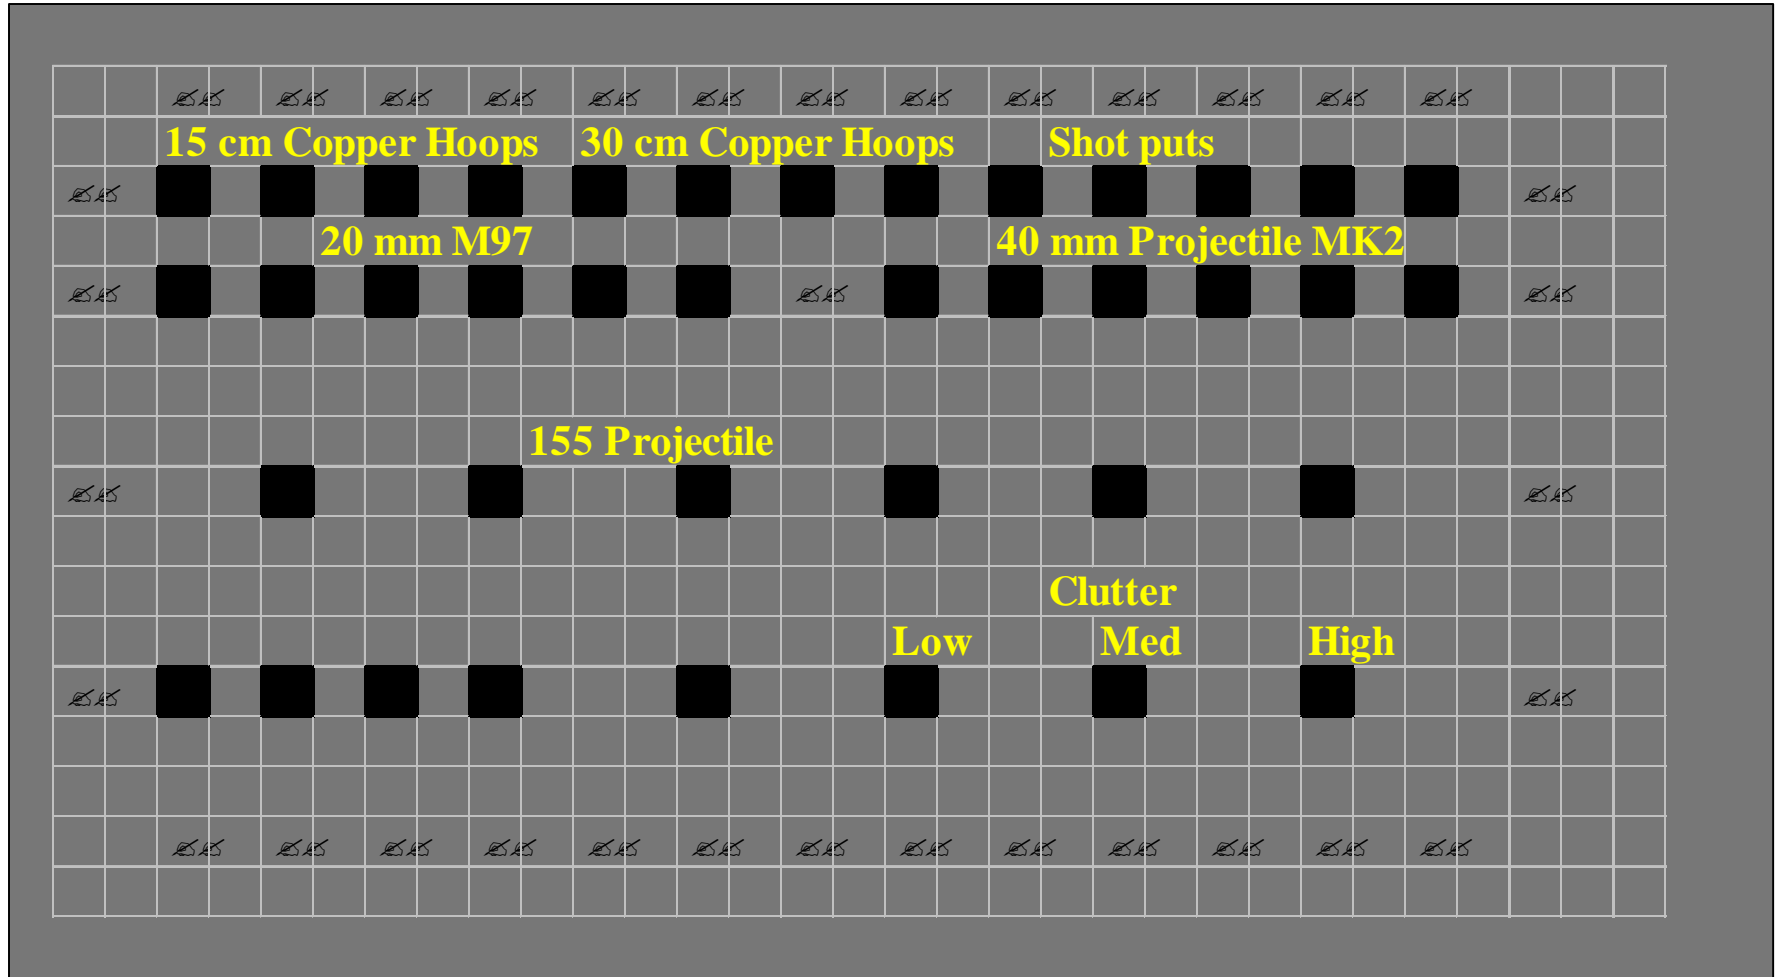 15 cm Copper Hoops 30 cm Copper Hoops Shot puts
20 mm M97 40 mm Projectile MK2
155 Projectile
Clutter
Low Med High